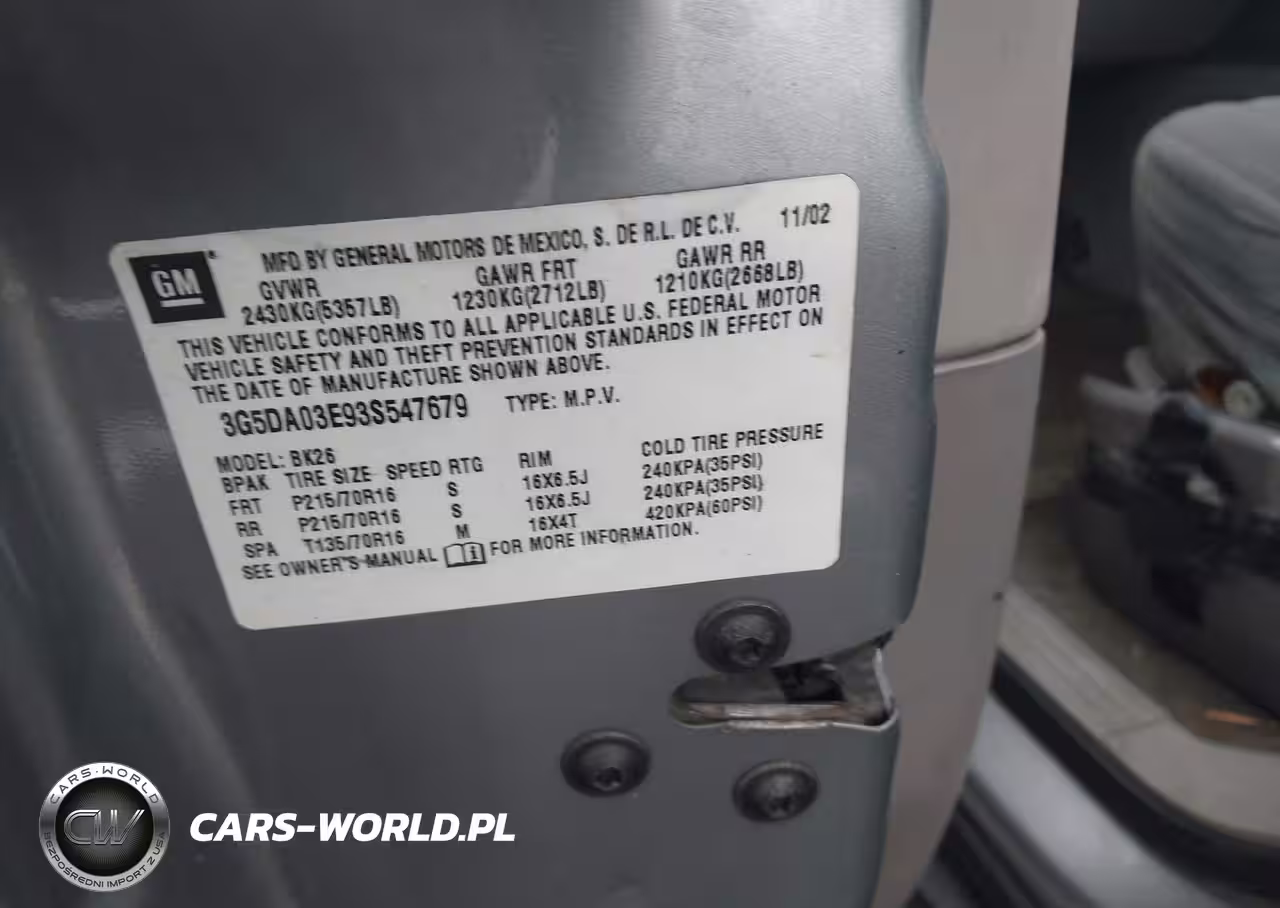 GM
MFD BY GENERAL MOTORS DE MEXICO, S. DE R.L. DE C.V. 11/02
GVWR GAWR FRT GAWR RR
2430KG(5357LB) 1230KG(2712LB) 1210KG(2668LB)
THIS VEHICLE CONFORMS TO ALL APPLICABLE U.S. FEDERAL MOTOR
VEHICLE SAFETY AND THEFT PREVENTION STANDARDS IN EFFECT ON
THE DATE OF MANUFACTURE SHOWN ABOVE.
3G5DA03E93S547679 TYPE: M.P.V.
MODEL: BK26
BPAK TIRE SIZE SPEED RTG RIM COLD TIRE PRESSURE
FRT P215/70R16 S 16X6.5J 240KPA(35PSI)
RR P215/70R16 S 16X6.5J 240KPA(35PSI)
SPA T135/70R16 M 16X4T 420KPA(60PSI)
SEE OWNER'S MANUAL FOR MORE INFORMATION.
CARS-WORLD
CW
BEZPOŚREDNI IMPORT Z USA
CARS-WORLD.PL